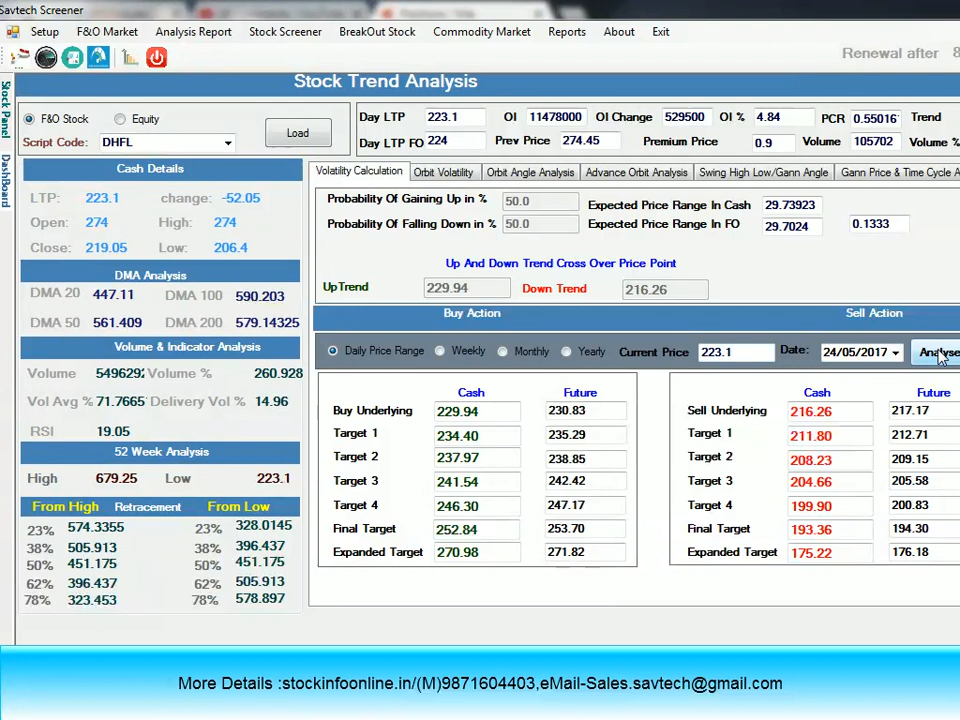 Savtech Screener
Setup F&O Market Analysis Report Stock Screener BreakOut Stock Commodity Market Reports About Exit
Renewal after 8
Stock Trend Analysis
Stock Panel
DashBoard
F&O Stock Equity
Script Code: DHFL Load
Day LTP 223.1 OI 11478000 OI Change 529500 OI % 4.84 PCR 0.55016 Trend
Day LTP FO 224 Prev Price 274.45 Premium Price 0.9 Volume 105702 Volume %
Cash Details
LTP: 223.1 change: -52.05
Open: 274 High: 274
Close: 219.05 Low: 206.4
DMA Analysis
DMA 20 447.11 DMA 100 590.203
DMA 50 561.409 DMA 200 579.14325
Volume & Indicator Analysis
Volume 5496292 Volume % 260.928
Vol Avg % 71.7665 Delivery Vol % 14.96
RSI 19.05
52 Week Analysis
High 679.25 Low 223.1
From High Retracement From Low
23% 574.3355 23% 328.0145
38% 505.913 38% 396.437
50% 451.175 50% 451.175
62% 396.437 62% 505.913
78% 323.453 78% 578.897
Volatility Calculation Orbit Volatility Orbit Angle Analysis Advance Orbit Analysis Swing High Low/Gann Angle Gann Price & Time Cycle A
Probability Of Gaining Up in % 50.0 Expected Price Range In Cash 29.73923
Probability Of Falling Down in % 50.0 Expected Price Range In FO 29.7024 0.1333
Up And Down Trend Cross Over Price Point
UpTrend 229.94 Down Trend 216.26
Buy Action Sell Action
Daily Price Range Weekly Monthly Yearly Current Price 223.1 Date: 24/05/2017 Analyse
Cash Future
Buy Underlying 229.94 230.83
Target 1 234.40 235.29
Target 2 237.97 238.85
Target 3 241.54 242.42
Target 4 246.30 247.17
Final Target 252.84 253.70
Expanded Target 270.98 271.82
Cash Future
Sell Underlying 216.26 217.17
Target 1 211.80 212.71
Target 2 208.23 209.15
Target 3 204.66 205.58
Target 4 199.90 200.83
Final Target 193.36 194.30
Expanded Target 175.22 176.18
More Details :stockinfoonline.in/(M)9871604403,eMail-Sales.savtech@gmail.com